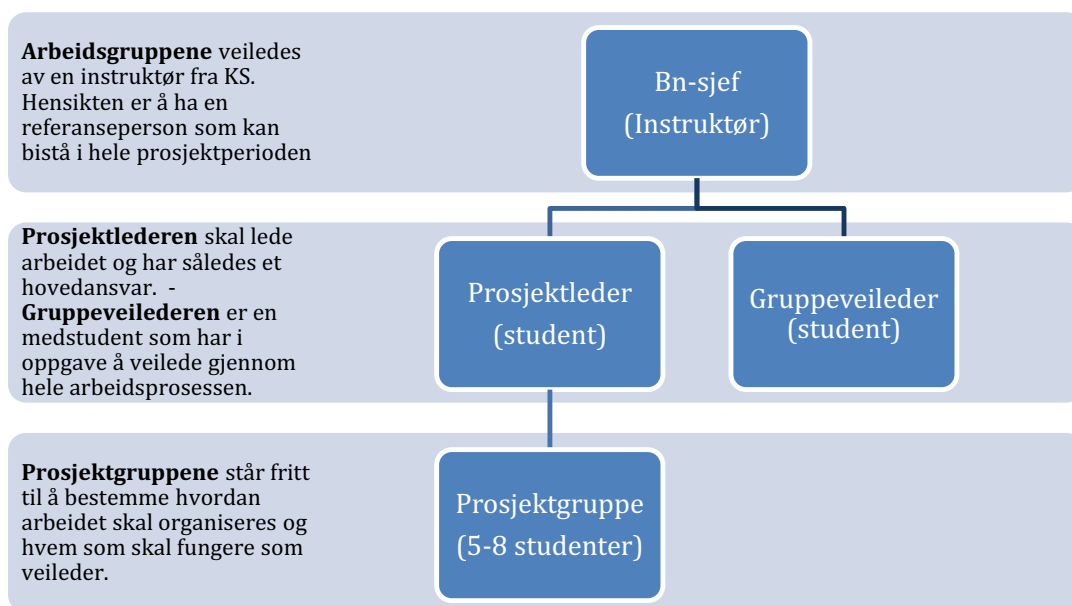 Arbeidsgruppene veiledes
av en instruktør fra KS.
Hensikten er å ha en
referanseperson som kan
bistå i hele prosjektperioden
Bn-sjef
(Instruktør)
Prosjektlederen skal lede
arbeidet og har således et
hovedansvar. -
Gruppeveilederen er en
medstudent som har i
oppgave å veilede gjennom
hele arbeidsprosessen.
Prosjektleder
(student)
Gruppeveileder
(student)
Prosjektgruppene står fritt
til å bestemme hvordan
arbeidet skal organiseres og
hvem som skal fungere som
veileder.
Prosjektgruppe
(5-8 studenter)